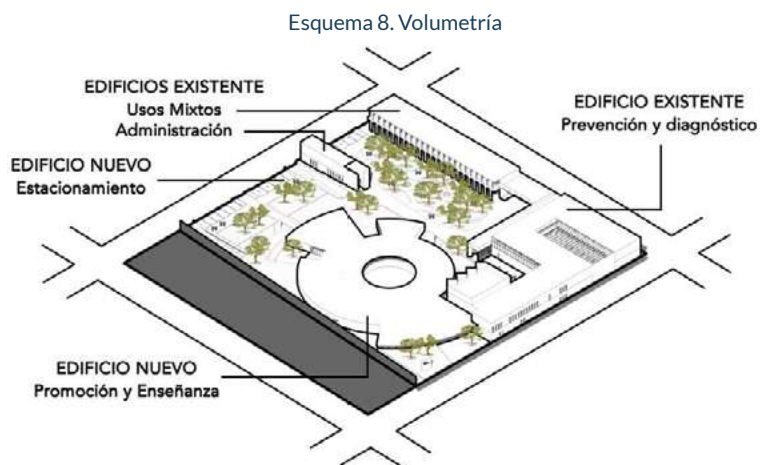 Esquema 8. Volumetría
EDIFICIOS EXISTENTE
Usos Mixtos
Administración
EDIFICIO EXISTENTE
Prevención y diagnóstico
EDIFICIO NUEVO
Estacionamiento
EDIFICIO NUEVO
Promoción y Enseñanza